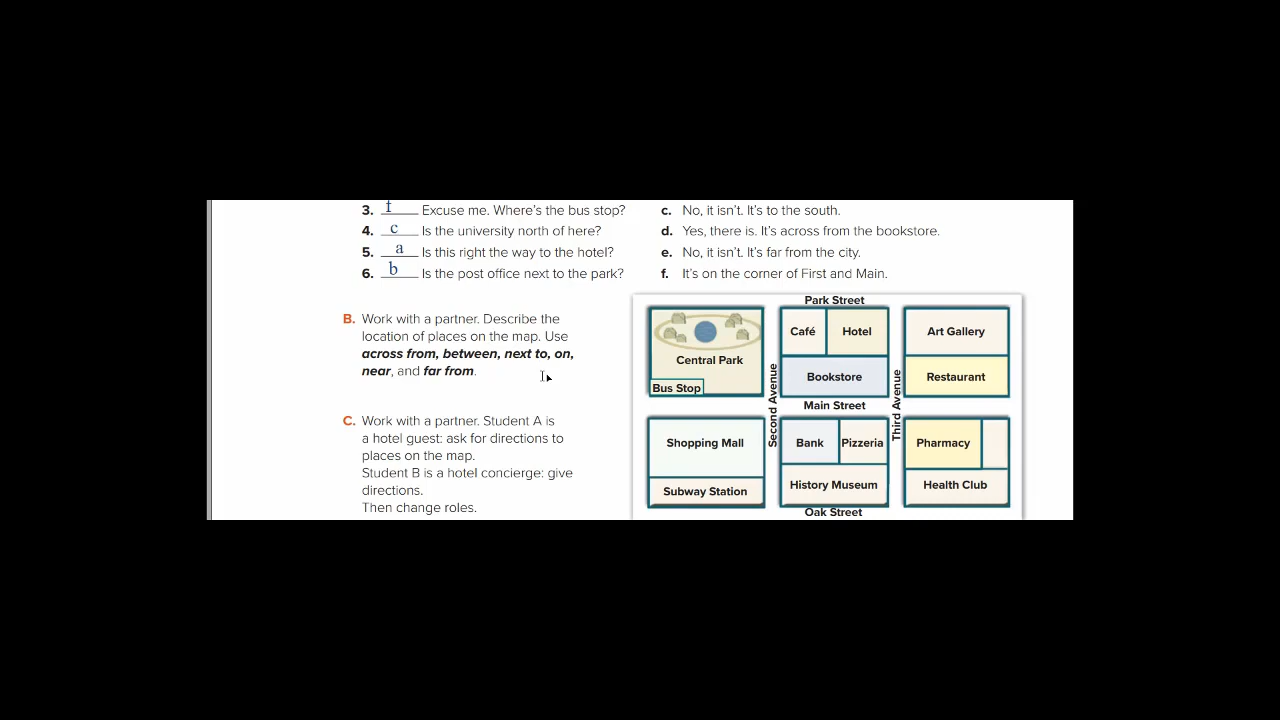 3. f Excuse me. Where's the bus stop?
4. c Is the university north of here?
5. a Is this right the way to the hotel?
6. b Is the post office next to the park?
c. No, it isn't. It's to the south.
d. Yes, there is. It's across from the bookstore.
e. No, it isn't. It's far from the city.
f. It's on the corner of First and Main.
B. Work with a partner. Describe the
location of places on the map. Use
across from, between, next to, on,
near, and far from.
C. Work with a partner. Student A is
a hotel guest: ask for directions to
places on the map.
Student B is a hotel concierge: give
directions.
Then change roles.
Park Street
Central Park
Bus Stop
Second Avenue
Café
Hotel
Bookstore
Third Avenue
Art Gallery
Restaurant
Main Street
Shopping Mall
Subway Station
Bank
Pizzeria
History Museum
Pharmacy
Health Club
Oak Street